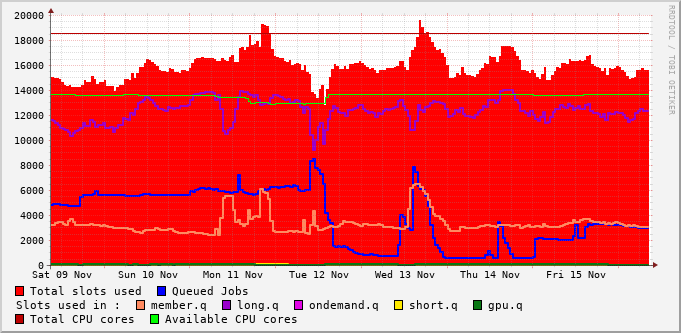 20000
18000
16000
14000
12000
10000
8000
6000
4000
2000
0
Sat 09 Nov Sun 10 Nov Mon 11 Nov Tue 12 Nov Wed 13 Nov Thu 14 Nov Fri 15 Nov
Total slots used Queued Jobs
Slots used in : member.q long.q ondemand.q short.q gpu.q
Total CPU cores Available CPU cores
RRDTOOL / TOBI OETIKER